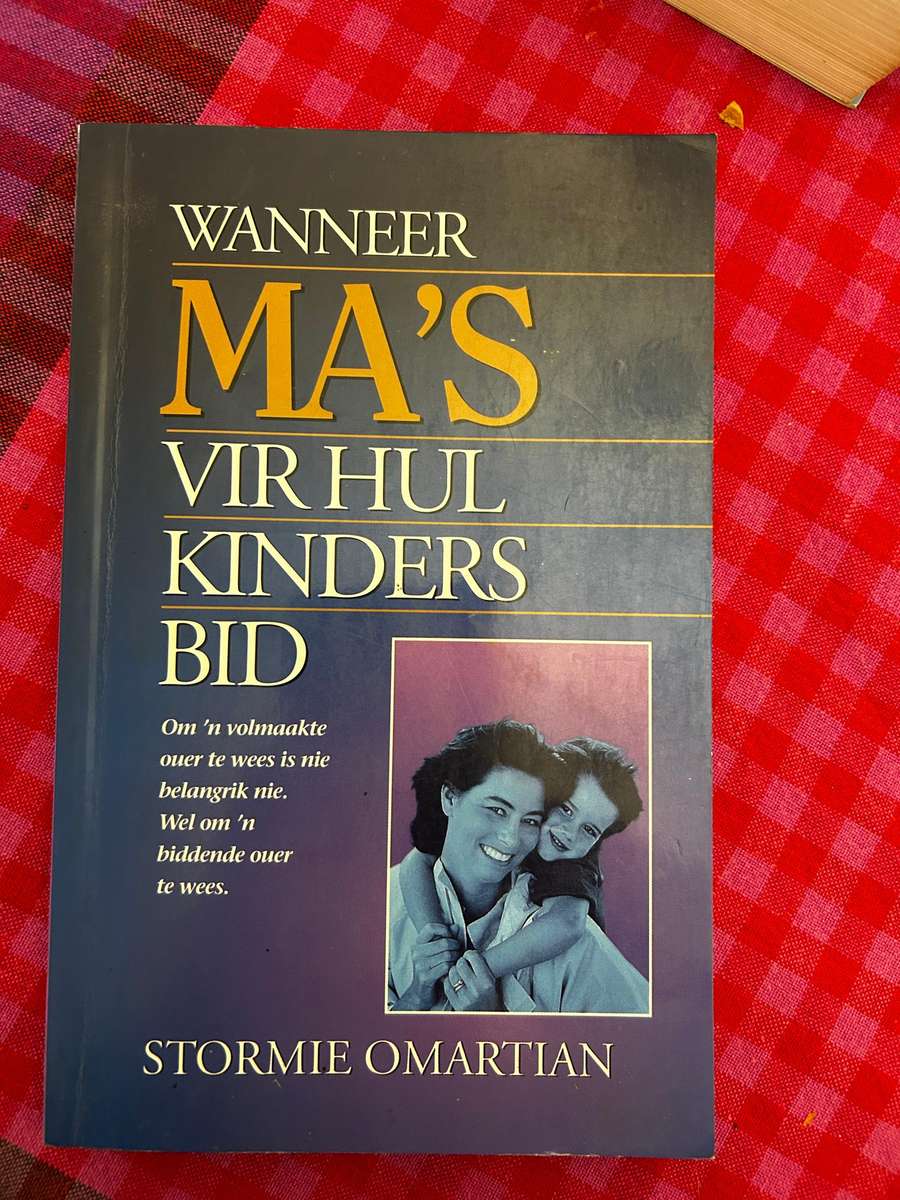 WANNEER
MA'S
VIR HUL
KINDERS
BID
Om 'n volmaakte
ouer te wees is nie
belangrik nie.
Wel om 'n
biddende ouer
te wees.
STORMIE OMARTIAN